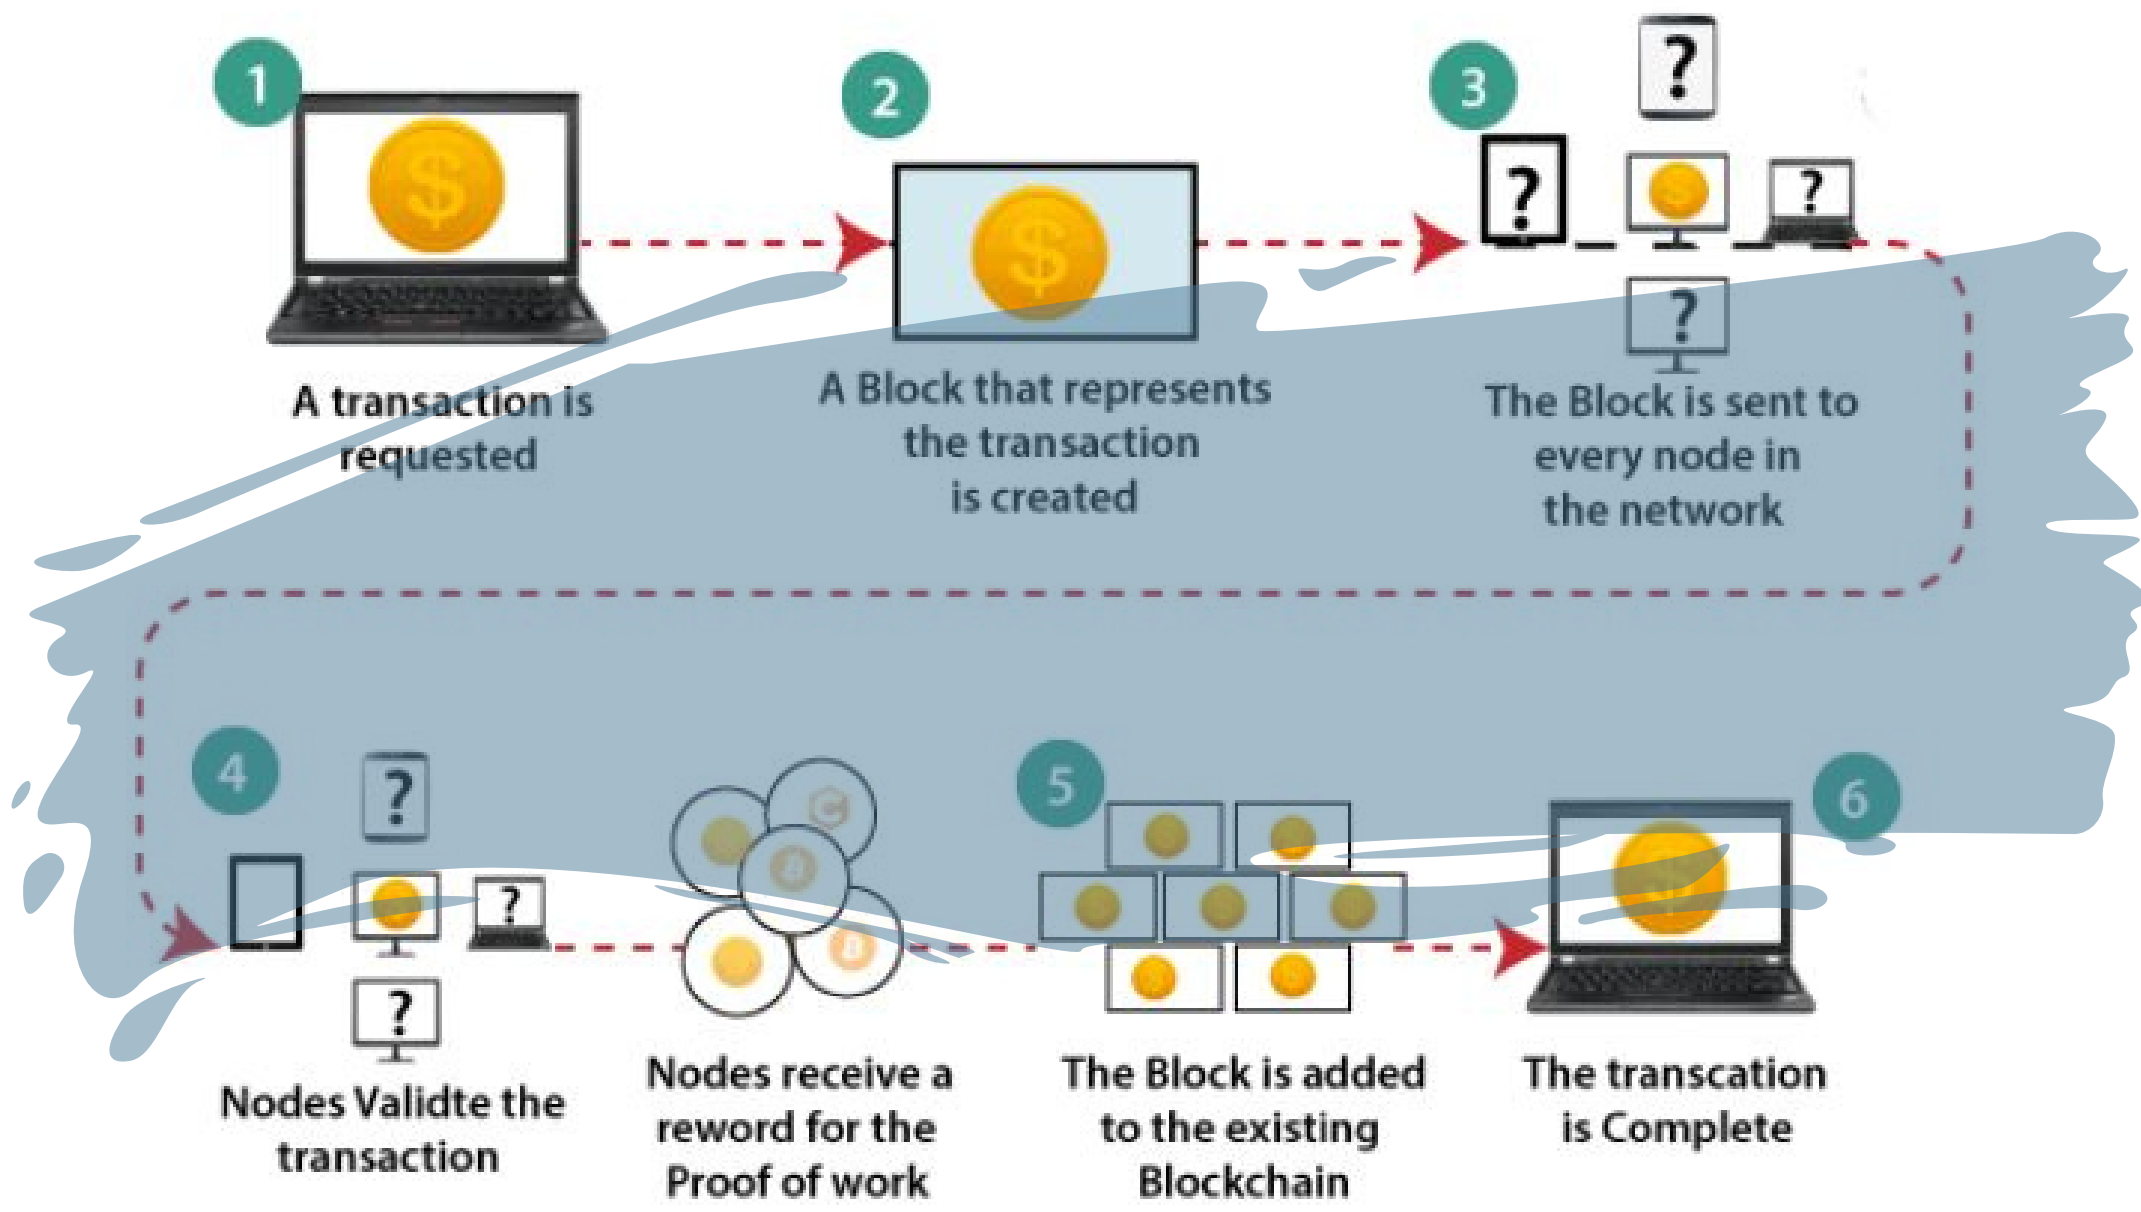 1
A transaction is
requested
2
A Block that represents
the transaction
is created
3
?
?
?
?
The Block is sent to
every node in
the network
4
?
?
?
Nodes Validte the
transaction
Nodes receive a
reword for the
Proof of work
5
The Block is added
to the existing
Blockchain
6
The transcation
is Complete